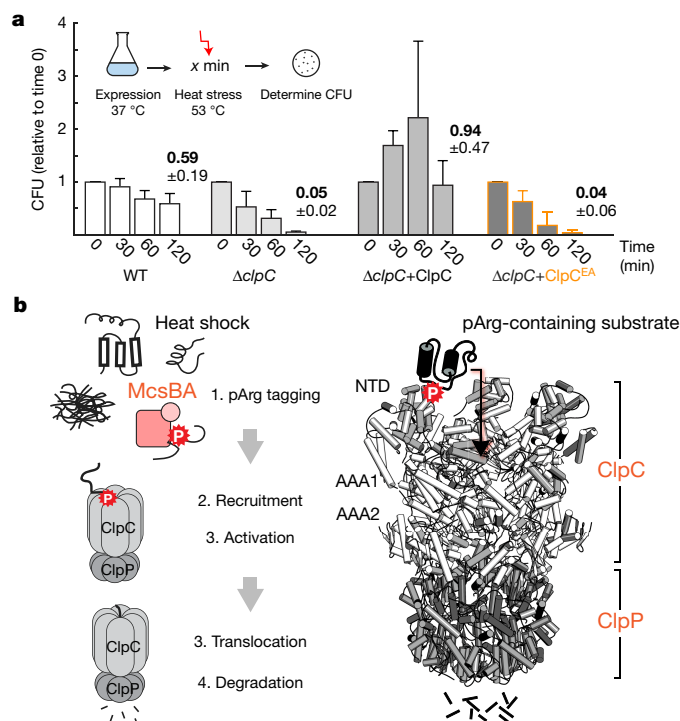 a
CFU (relative to time 0)
4
3
2
1
Expression
37 °C
x min
Heat stress
53 °C
Determine CFU
0.59
±0.19
0.05
±0.02
0.94
±0.47
0.04
±0.06
0 30 60 120 0 30 60 120 0 30 60 120 0 30 60 120
Time
(min)
WT
ΔclpC
ΔclpC+ClpC
ΔclpC+ClpC^EA
b
Heat shock
McsBA
P
1. pArg tagging
P
ClpC
ClpP
2. Recruitment
3. Activation
ClpC
ClpP
3. Translocation
4. Degradation
pArg-containing substrate
NTD
P
AAA1
AAA2
ClpC
ClpP